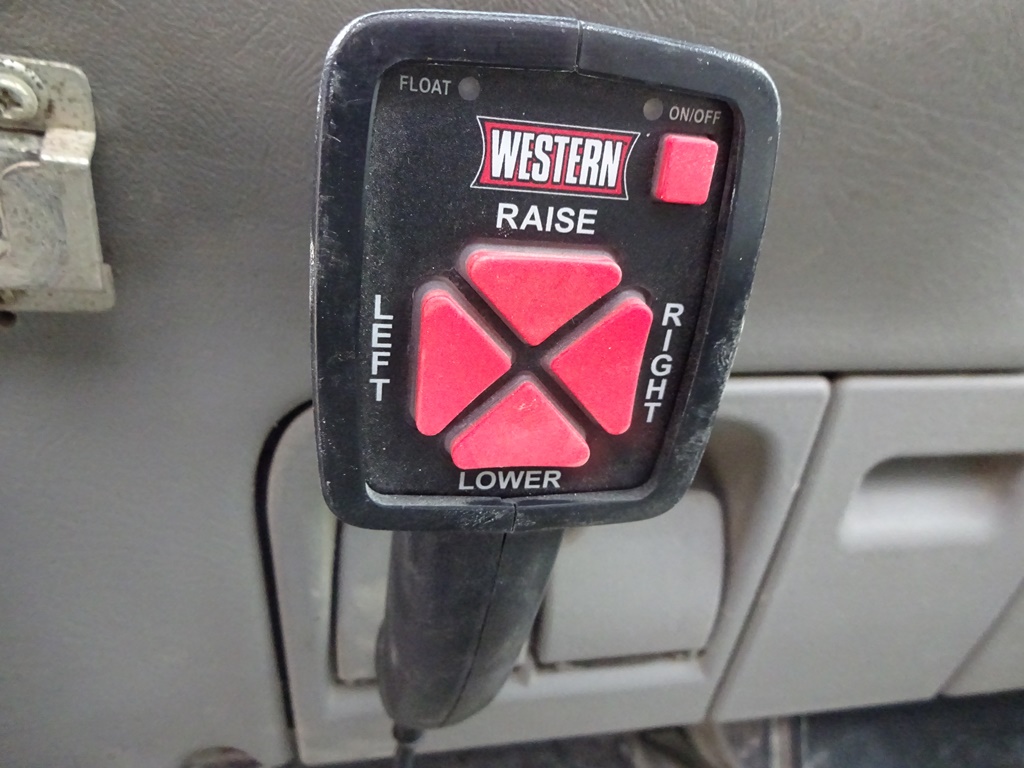 FLOAT
ON/OFF
WESTERN
RAISE
LEFT
RIGHT
LOWER